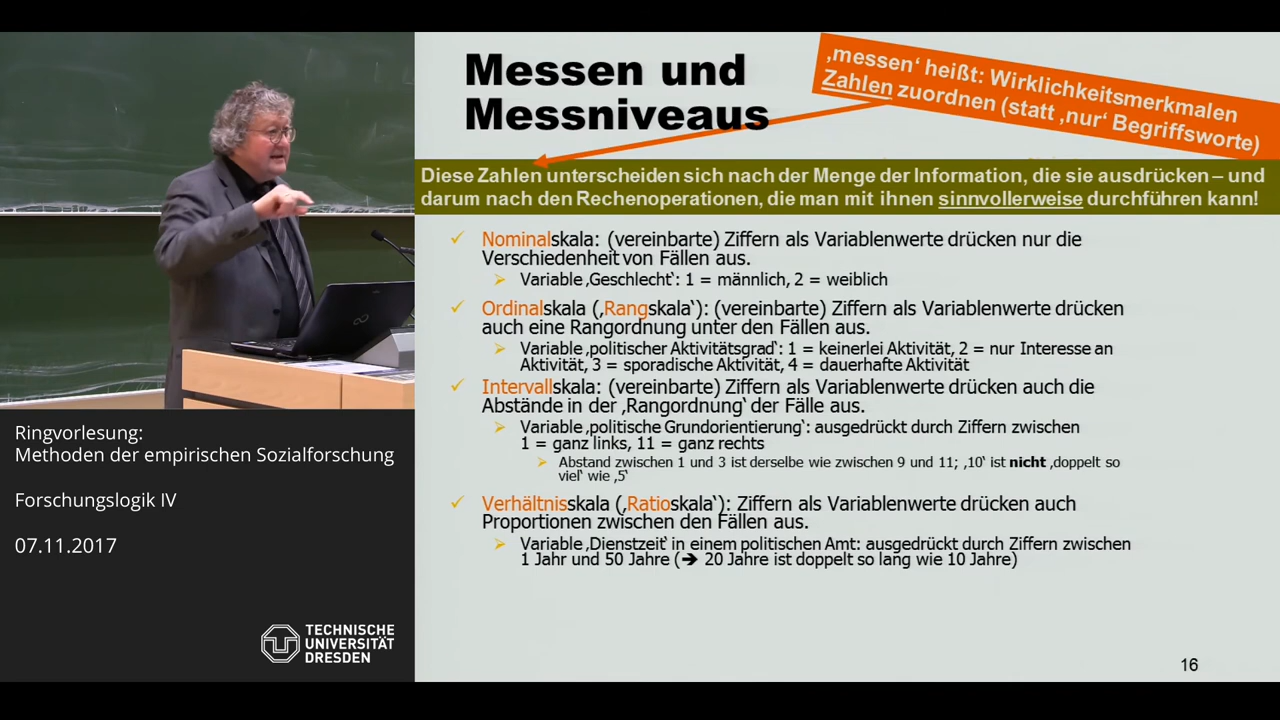 Messen und
Messniveaus
‚messen‘ heißt: Wirklichkeitsmerkmalen
Zahlen zuordnen (statt ‚nur‘ Begriffsworte)
Diese Zahlen unterscheiden sich nach der Menge der Information, die sie ausdrücken – und
darum nach den Rechenoperationen, die man mit ihnen sinnvollerweise durchführen kann!
Nominalskala: (vereinbarte) Ziffern als Variablenwerte drücken nur die
Verschiedenheit von Fällen aus.
Variable ‚Geschlecht‘: 1 = männlich, 2 = weiblich
Ordinalskala (‚Rangskala‘): (vereinbarte) Ziffern als Variablenwerte drücken
auch eine Rangordnung unter den Fällen aus.
Variable ‚politischer Aktivitätsgrad‘: 1 = keinerlei Aktivität, 2 = nur Interesse an
Aktivität, 3 = sporadische Aktivität, 4 = dauerhafte Aktivität
Intervallskala: (vereinbarte) Ziffern als Variablenwerte drücken auch die
Abstände in der ‚Rangordnung‘ der Fälle aus.
Variable ‚politische Grundorientierung‘: ausgedrückt durch Ziffern zwischen
1 = ganz links, 11 = ganz rechts
Abstand zwischen 1 und 3 ist derselbe wie zwischen 9 und 11; ‚10‘ ist nicht ‚doppelt so
viel‘ wie ‚5‘
Verhältnisskala (‚Ratioskala‘): Ziffern als Variablenwerte drücken auch
Proportionen zwischen den Fällen aus.
Variable ‚Dienstzeit‘ in einem politischen Amt: ausgedrückt durch Ziffern zwischen
1 Jahr und 50 Jahre (➔ 20 Jahre ist doppelt so lang wie 10 Jahre)
16
Ringvorlesung:
Methoden der empirischen Sozialforschung
Forschungslogik IV
07.11.2017
TECHNISCHE
UNIVERSITÄT
DRESDEN